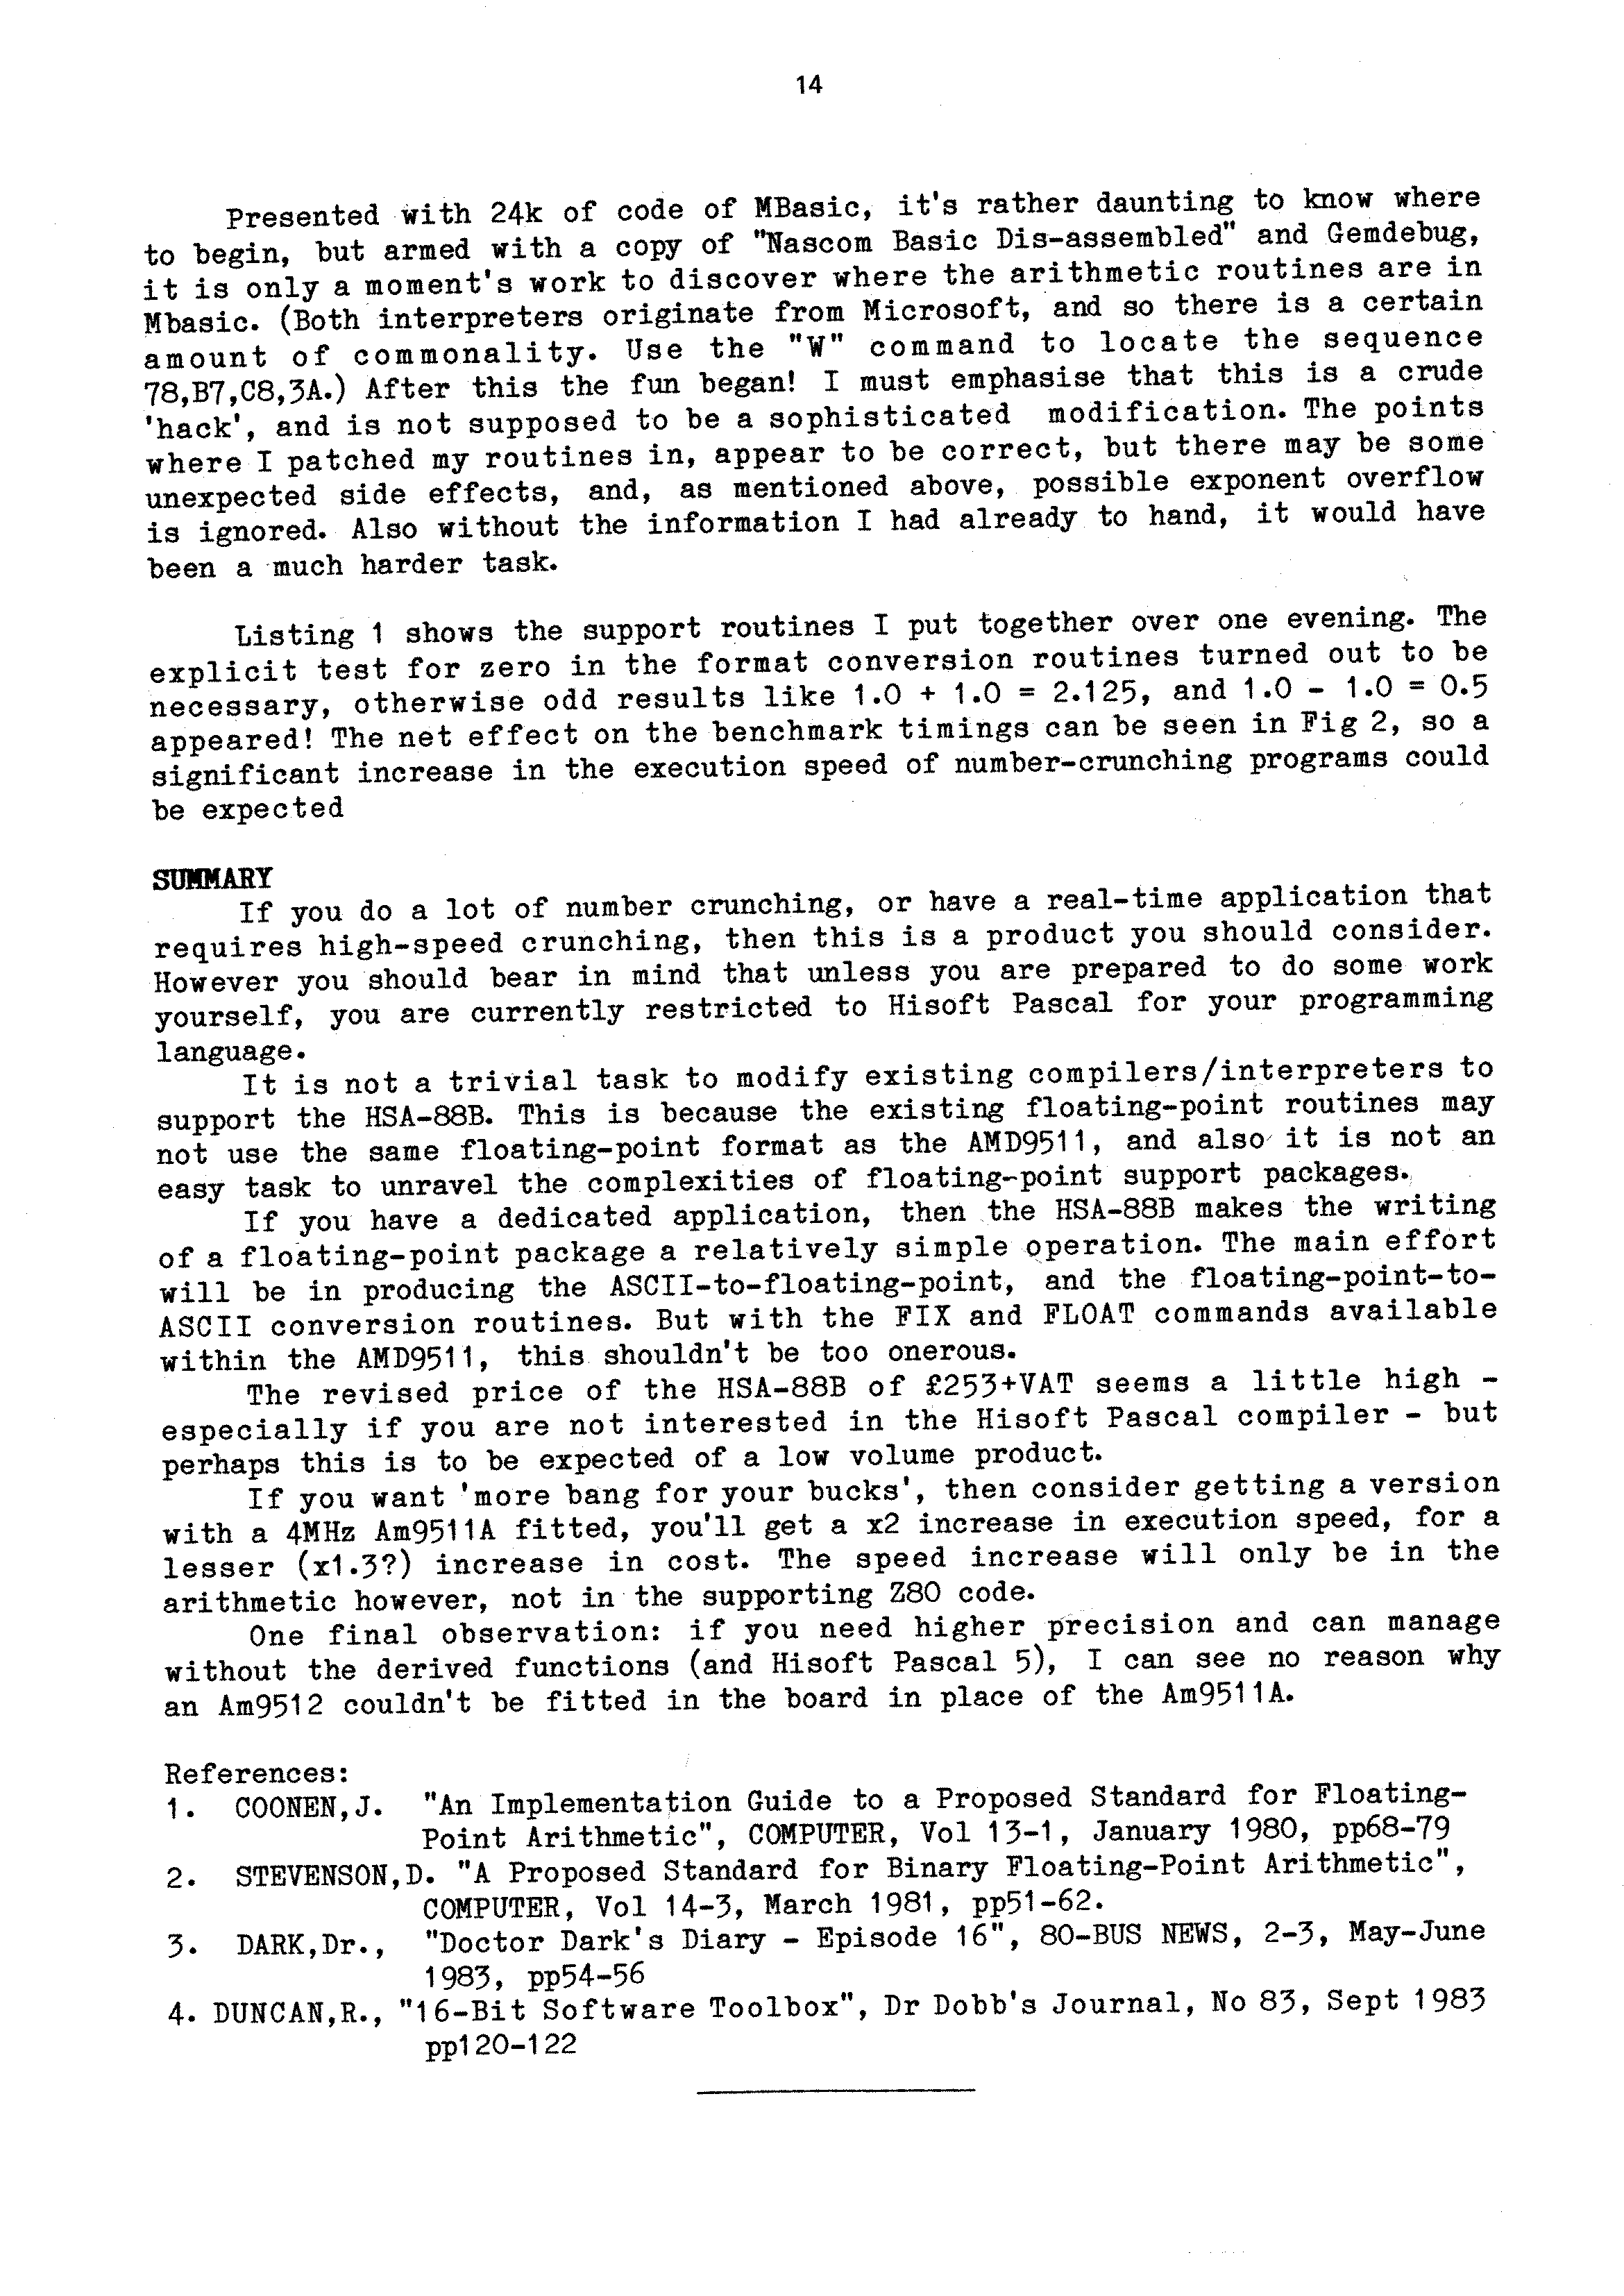 14
Presented with 24k of code of MBasic, it's rather daunting to know where
to begin, but armed with a copy of "Nascom Basic Dis-assembled" and Gemdebug,
it is only a moment's work to discover where the arithmetic routines are in
Mbasic. (Both interpreters originate from Microsoft, and so there is a certain
amount of commonality. Use the "W" command to locate the sequence
78,B7,C8,3A.) After this the fun began! I must emphasise that this is a crude
'hack', and is not supposed to be a sophisticated modification. The points
where I patched my routines in, appear to be correct, but there may be some
unexpected side effects, and, as mentioned above, possible exponent overflow
is ignored. Also without the information I had already to hand, it would have
been a much harder task.
Listing 1 shows the support routines I put together over one evening. The
explicit test for zero in the format conversion routines turned out to be
necessary, otherwise odd results like 1.0 + 1.0 = 2.125, and 1.0 - 1.0 = 0.5
appeared! The net effect on the benchmark timings can be seen in Fig 2, so a
significant increase in the execution speed of number-crunching programs could
be expected
SUMMARY
If you do a lot of number crunching, or have a real-time application that
requires high-speed crunching, then this is a product you should consider.
However you should bear in mind that unless you are prepared to do some work
yourself, you are currently restricted to Hisoft Pascal for your programming
language.
It is not a trivial task to modify existing compilers/interpreters to
support the HSA-88B. This is because the existing floating-point routines may
not use the same floating-point format as the AMD9511, and also it is not an
easy task to unravel the complexities of floating-point support packages.
If you have a dedicated application, then the HSA-88B makes the writing
of a floating-point package a relatively simple operation. The main effort
will be in producing the ASCII-to-floating-point, and the floating-point-to-
ASCII conversion routines. But with the FIX and FLOAT commands available
within the AMD9511, this shouldn't be too onerous.
The revised price of the HSA-88B of £253+VAT seems a little high -
especially if you are not interested in the Hisoft Pascal compiler - but
perhaps this is to be expected of a low volume product.
If you want 'more bang for your bucks', then consider getting a version
with a 4MHz Am9511A fitted, you'll get a x2 increase in execution speed, for a
lesser (x1.3?) increase in cost. The speed increase will only be in the
arithmetic however, not in the supporting Z80 code.
One final observation: if you need higher precision and can manage
without the derived functions (and Hisoft Pascal 5), I can see no reason why
an Am9512 couldn't be fitted in the board in place of the Am9511A.
References:
1. COONEN,J. "An Implementation Guide to a Proposed Standard for Floating-
Point Arithmetic", COMPUTER, Vol 13-1, January 1980, pp68-79
2. STEVENSON,D. "A Proposed Standard for Binary Floating-Point Arithmetic",
COMPUTER, Vol 14-3, March 1981, pp51-62.
3. DARK,Dr., "Doctor Dark's Diary - Episode 16", 80-BUS NEWS, 2-3, May-June
1983, pp54-56
4. DUNCAN,R., "16-Bit Software Toolbox", Dr Dobb's Journal, No 83, Sept 1983
pp120-122